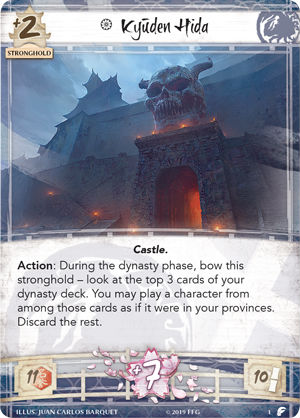 +2
STRONGHOLD
Kyūden Hida
Castle.
Action: During the dynasty phase, bow this
stronghold – look at the top 3 cards of your
dynasty deck. You may play a character from
among those cards as if it were in your provinces.
Discard the rest.
11
+7
10
ILLUS. JUAN CARLOS BARQUET
© 2019 FFG
1